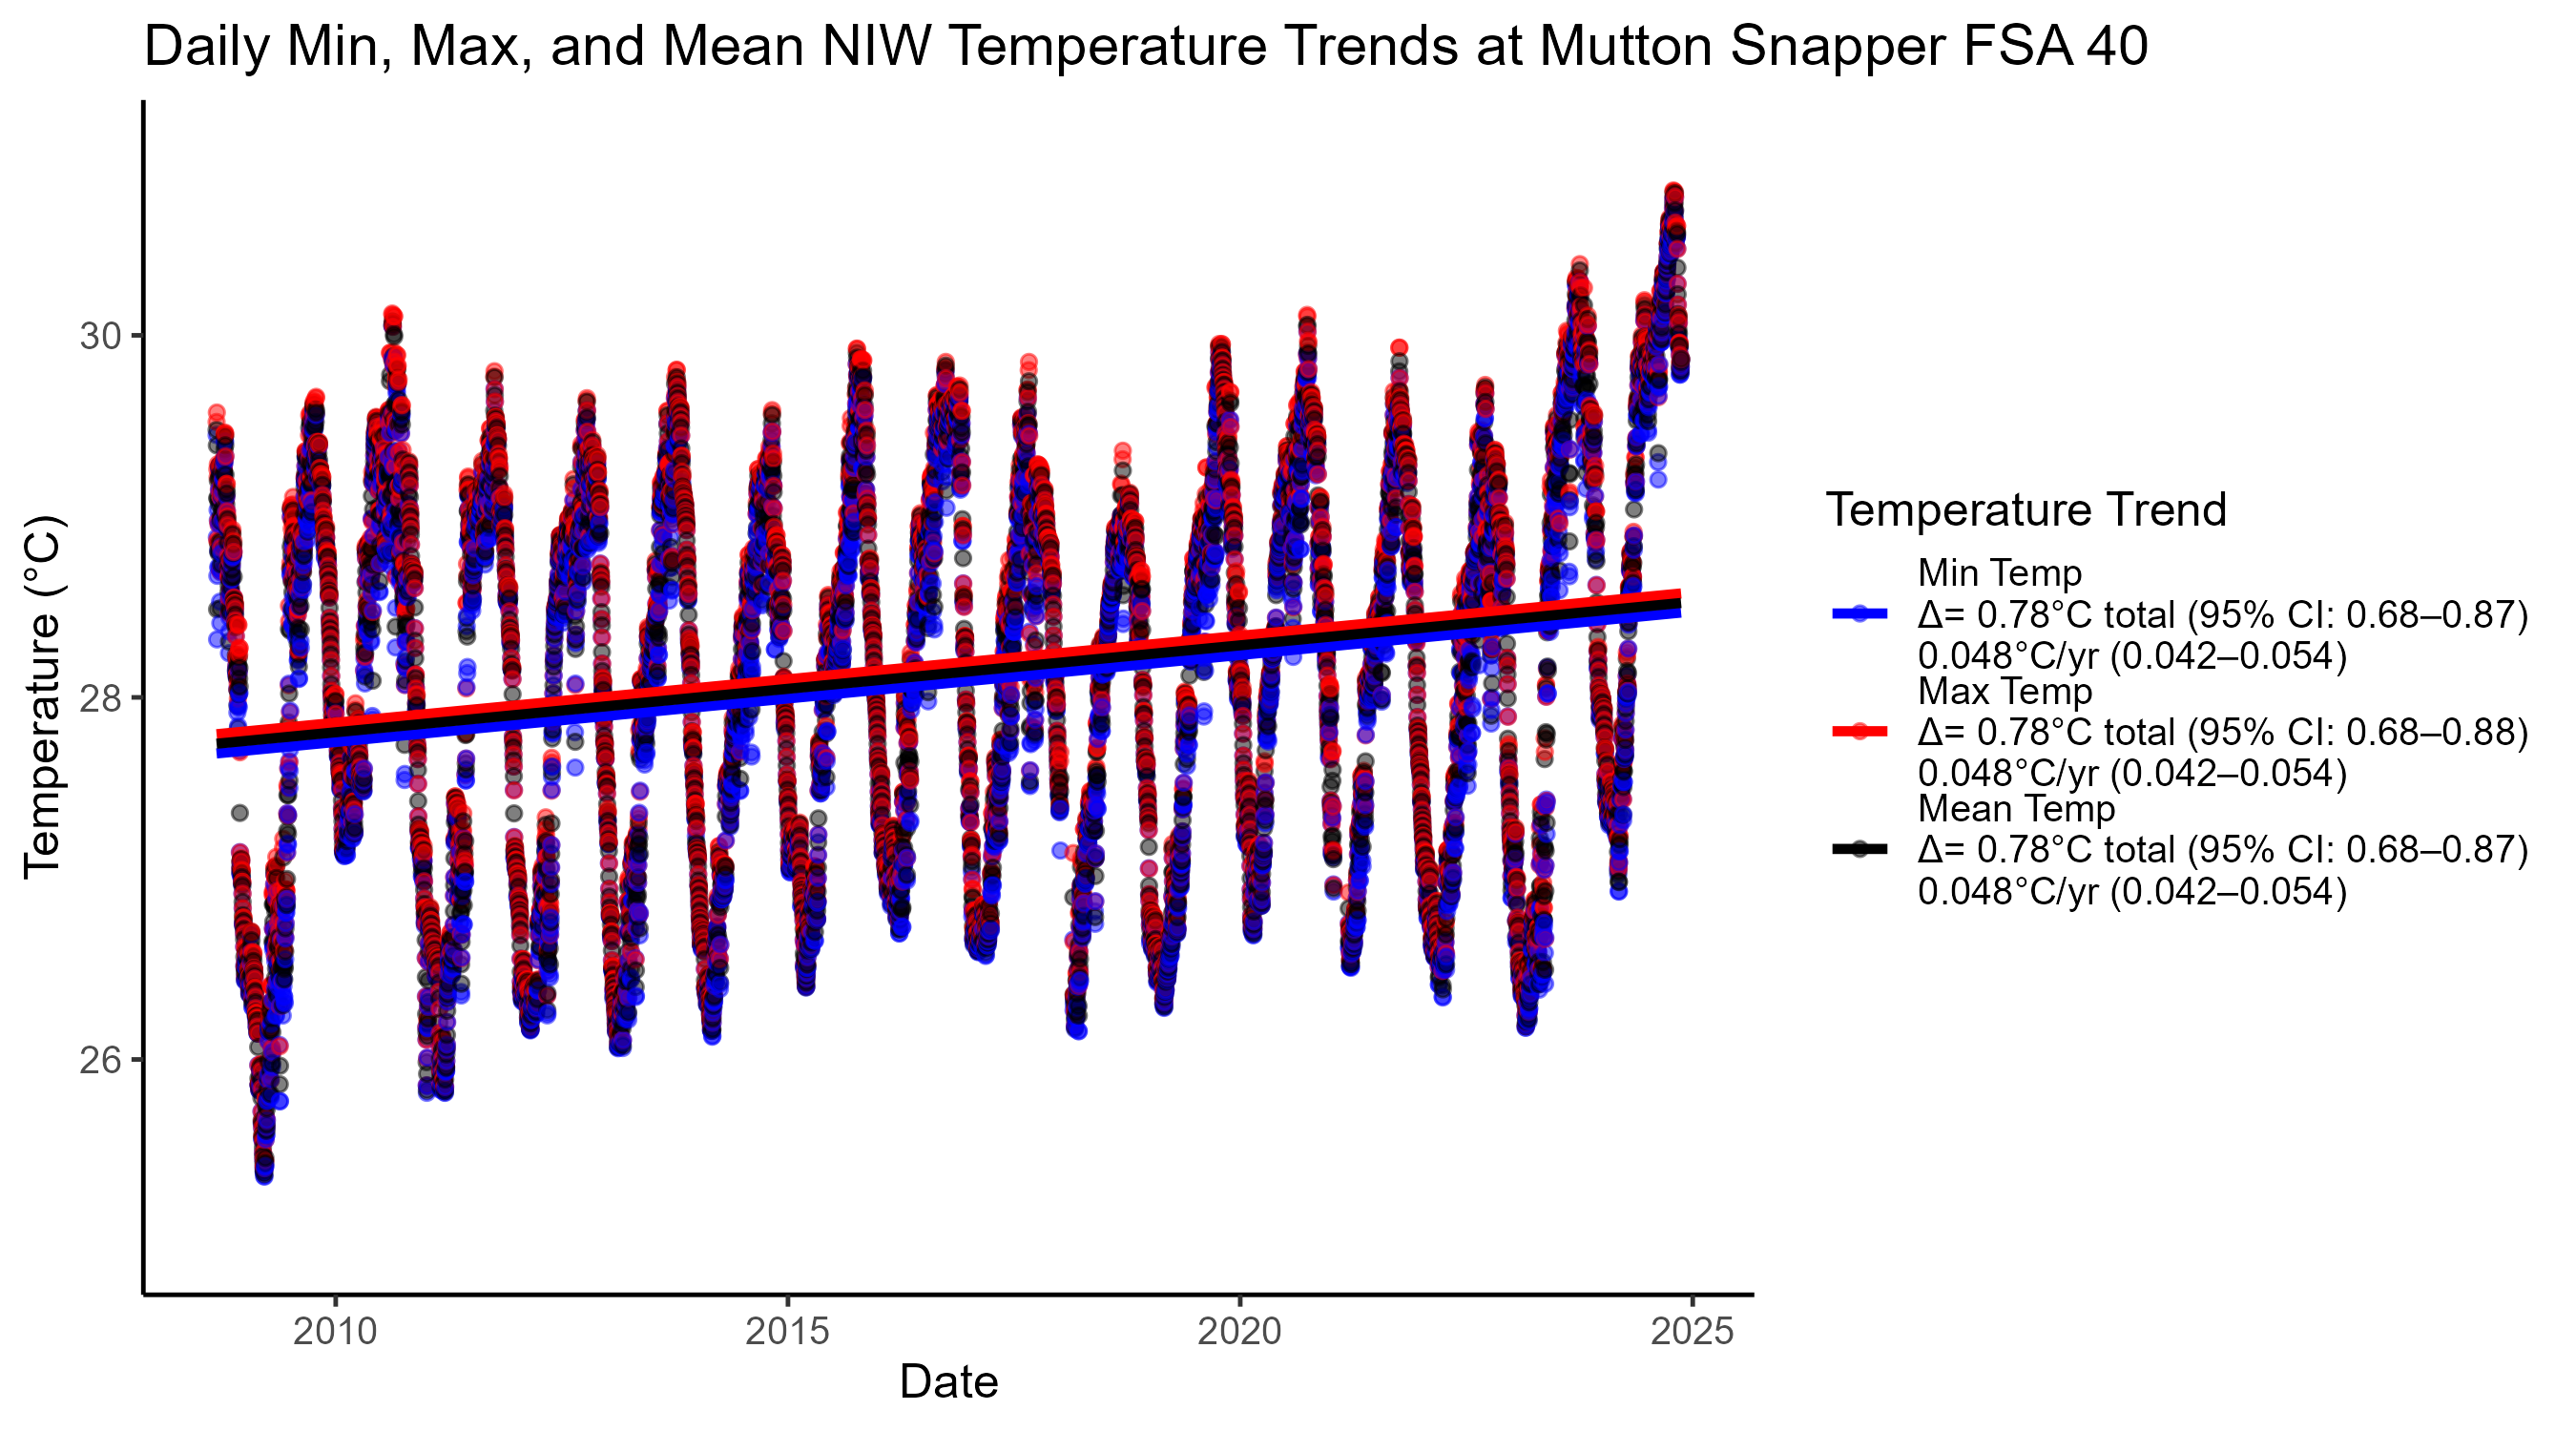 Daily Min, Max, and Mean NIW Temperature Trends at Mutton Snapper FSA 40
Temperature (°C)
30
28
26
2010
2015
2020
2025
Date
Temperature Trend
Min Temp
Δ= 0.78°C total (95% CI: 0.68–0.87)
0.048°C/yr (0.042–0.054)
Max Temp
Δ= 0.78°C total (95% CI: 0.68–0.88)
0.048°C/yr (0.042–0.054)
Mean Temp
Δ= 0.78°C total (95% CI: 0.68–0.87)
0.048°C/yr (0.042–0.054)